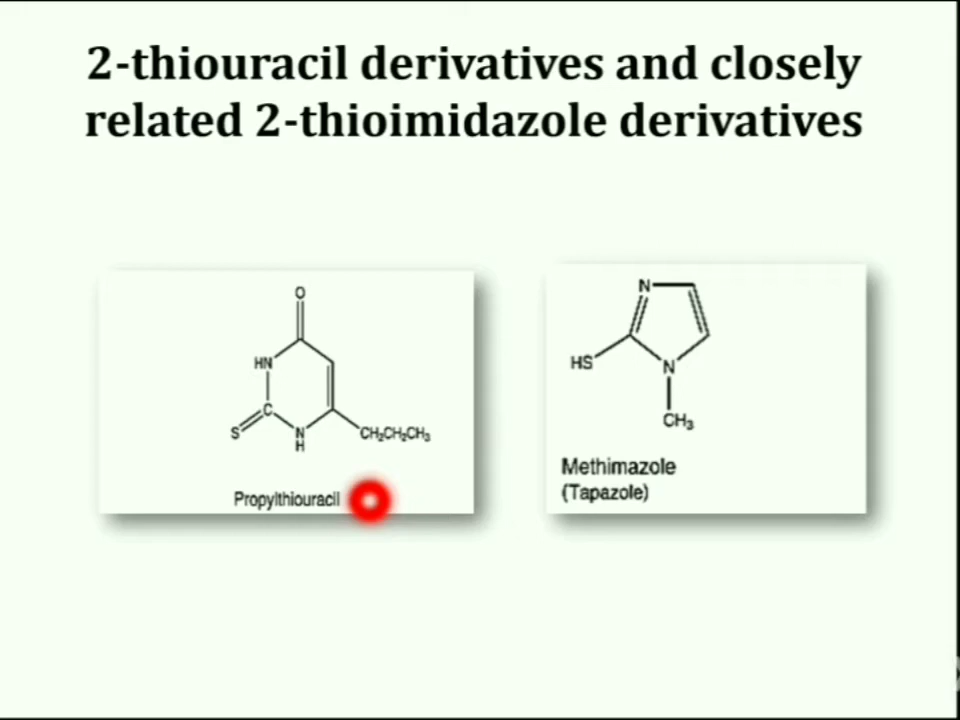 2-thiouracil derivatives and closely
related 2-thioimidazole derivatives
O
HN
C
S
N
H
CH₂CH₂CH₃
Propylthiouracil
N
HS
N
CH₃
Methimazole
(Tapazole)